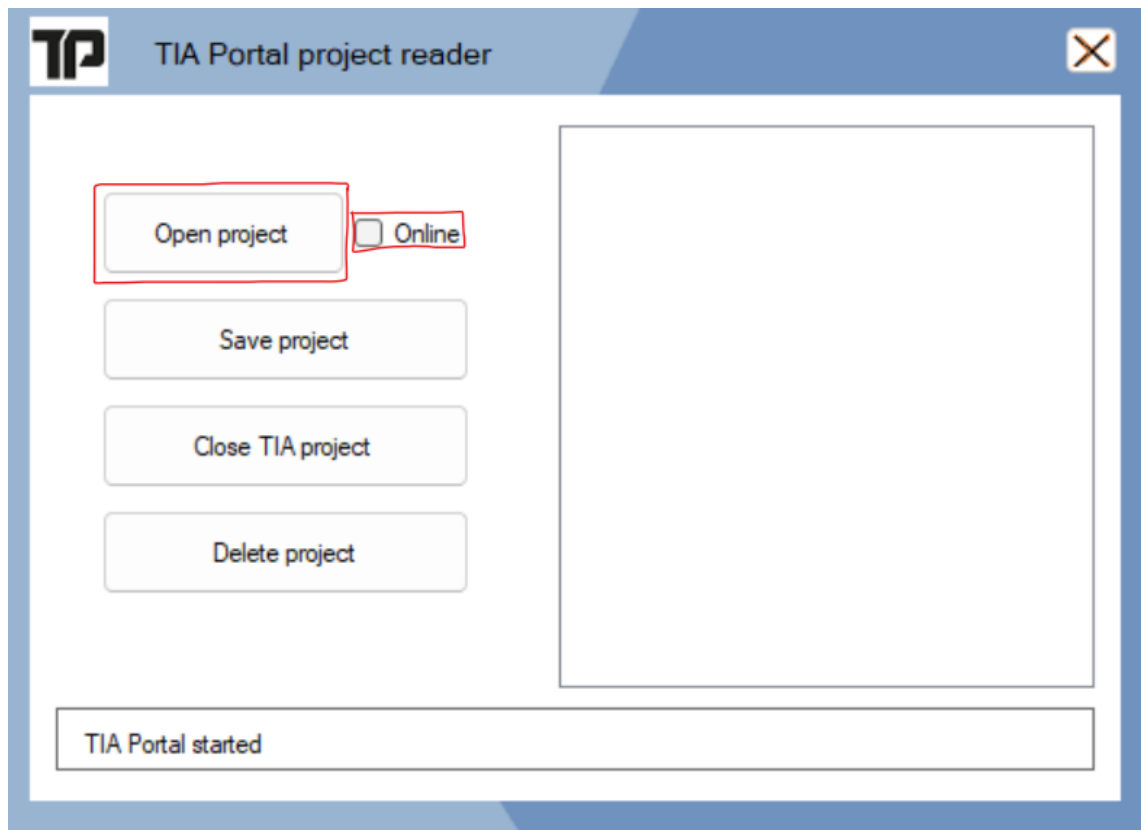 TP TIA Portal project reader
Open project Online
Save project
Close TIA project
Delete project
TIA Portal started